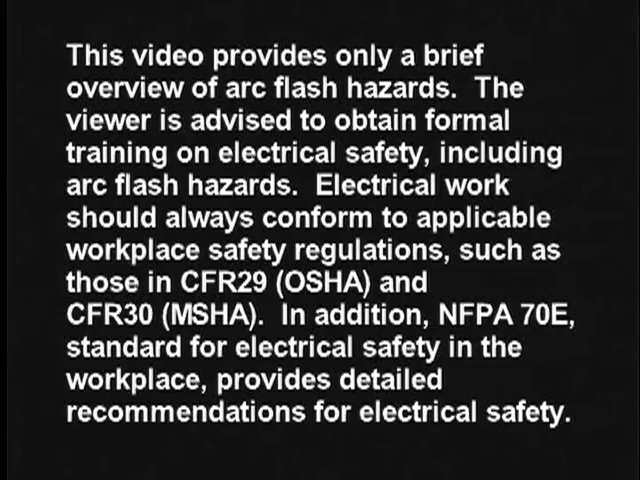 This video provides only a brief
overview of arc flash hazards.  The
viewer is advised to obtain formal
training on electrical safety, including
arc flash hazards.  Electrical work
should always conform to applicable
workplace safety regulations, such as
those in CFR29 (OSHA) and
CFR30 (MSHA).  In addition, NFPA 70E,
standard for electrical safety in the
workplace, provides detailed
recommendations for electrical safety.